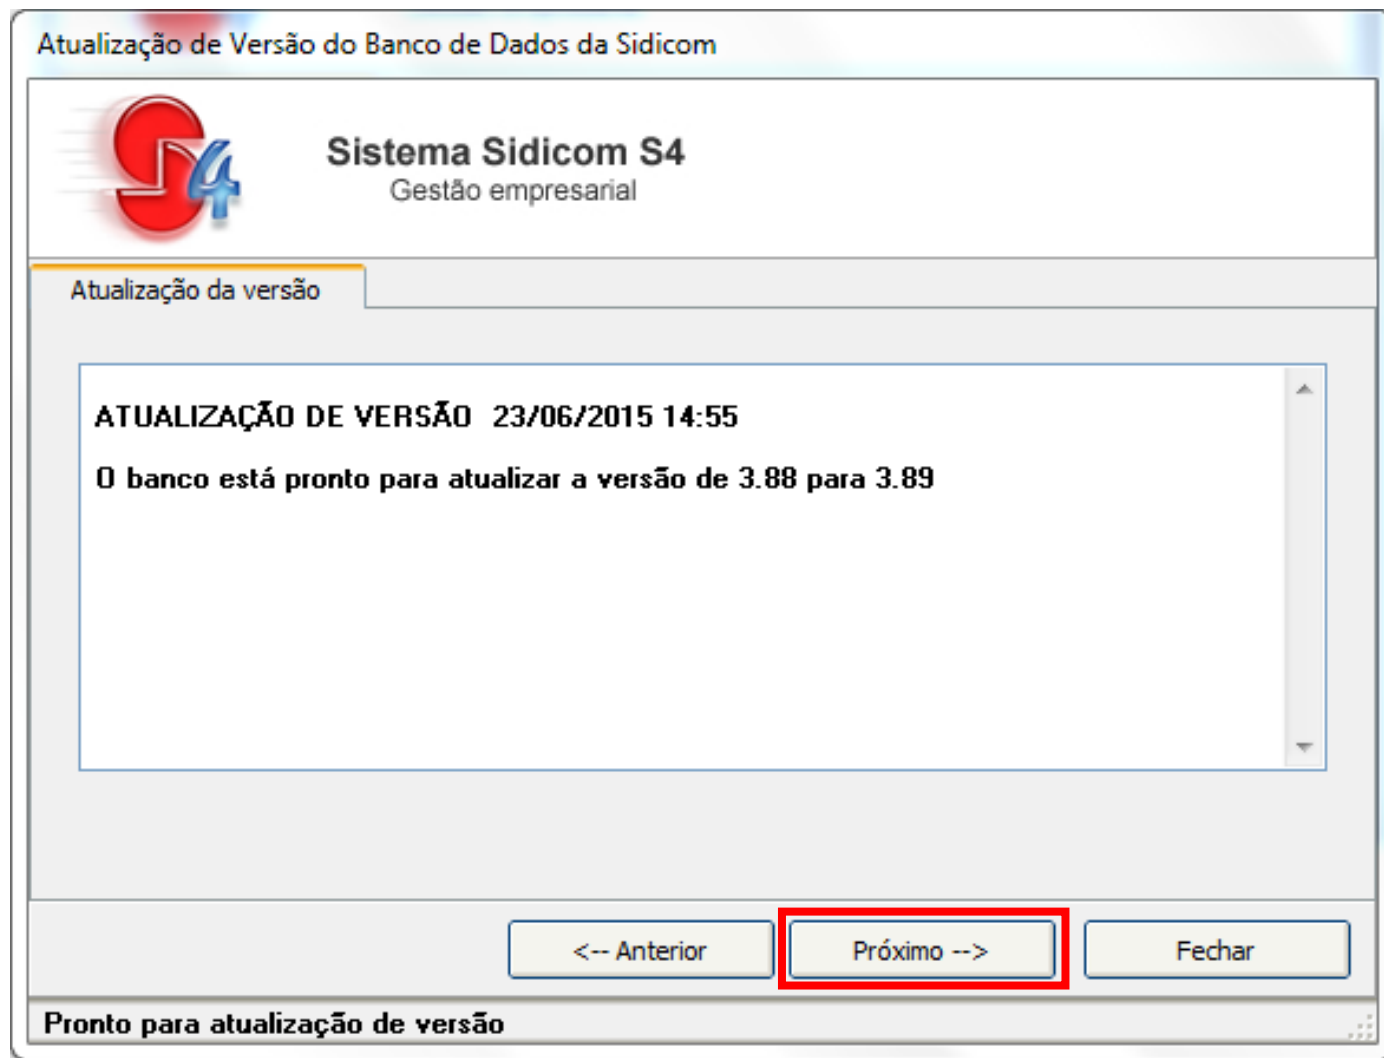 Atualização de Versão do Banco de Dados da Sidicom
S4
Sistema Sidicom S4
Gestão empresarial
Atualização da versão
ATUALIZAÇÃO DE VERSÃO 23/06/2015 14:55
O banco está pronto para atualizar a versão de 3.88 para 3.89
<-- Anterior
Próximo -->
Fechar
Pronto para atualização de versão